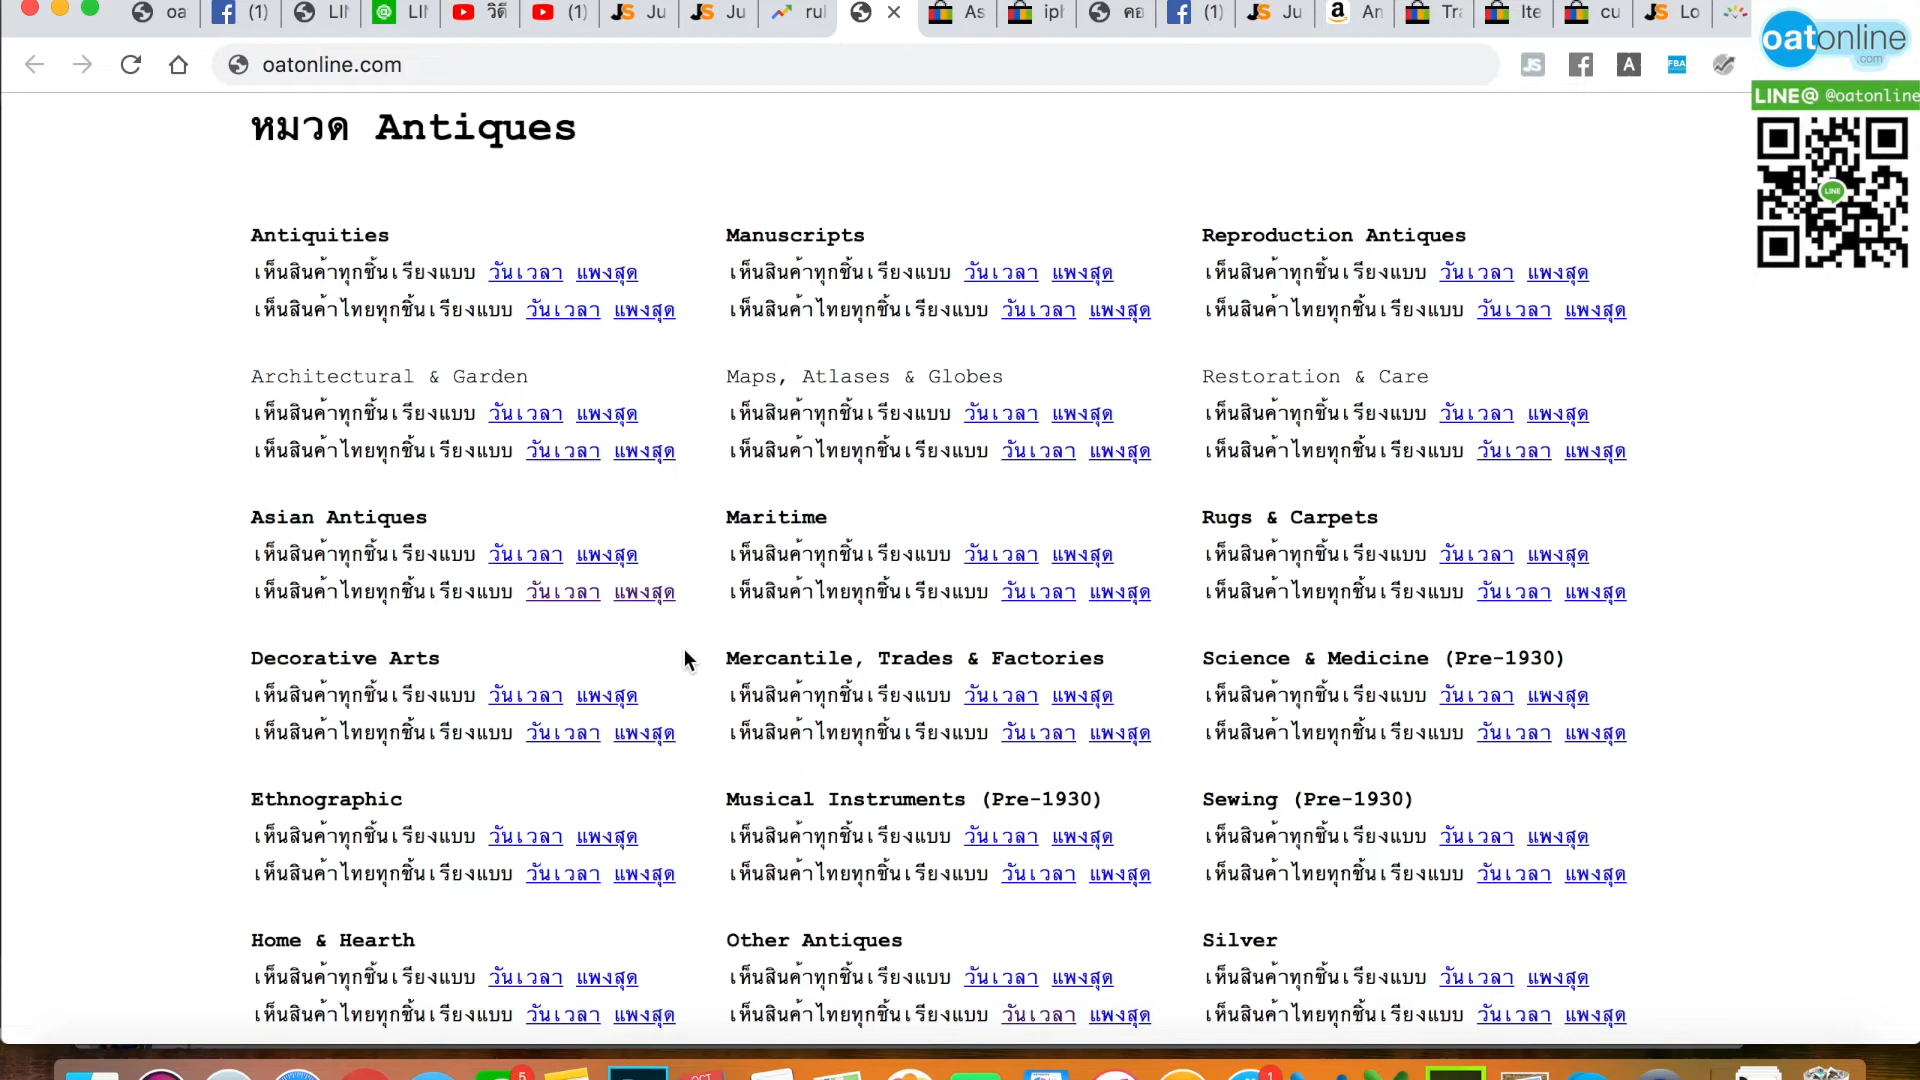 oa
(1)
LIN
LIN
วิดี
(1)
Ju
Ju
rul
As
iph
คอ
(1)
Ju
Am
Tra
Ite
cu
Lo
oatonline.com
oatonline
.com
LINE@ @oatonline
LINE
หมวด Antiques
Antiquities
เห็นสินค้าทุกชิ้นเรียงแบบ วันเวลา แพงสุด
เห็นสินค้าไทยทุกชิ้นเรียงแบบ วันเวลา แพงสุด
Manuscripts
เห็นสินค้าทุกชิ้นเรียงแบบ วันเวลา แพงสุด
เห็นสินค้าไทยทุกชิ้นเรียงแบบ วันเวลา แพงสุด
Reproduction Antiques
เห็นสินค้าทุกชิ้นเรียงแบบ วันเวลา แพงสุด
เห็นสินค้าไทยทุกชิ้นเรียงแบบ วันเวลา แพงสุด
Architectural & Garden
เห็นสินค้าทุกชิ้นเรียงแบบ วันเวลา แพงสุด
เห็นสินค้าไทยทุกชิ้นเรียงแบบ วันเวลา แพงสุด
Maps, Atlases & Globes
เห็นสินค้าทุกชิ้นเรียงแบบ วันเวลา แพงสุด
เห็นสินค้าไทยทุกชิ้นเรียงแบบ วันเวลา แพงสุด
Restoration & Care
เห็นสินค้าทุกชิ้นเรียงแบบ วันเวลา แพงสุด
เห็นสินค้าไทยทุกชิ้นเรียงแบบ วันเวลา แพงสุด
Asian Antiques
เห็นสินค้าทุกชิ้นเรียงแบบ วันเวลา แพงสุด
เห็นสินค้าไทยทุกชิ้นเรียงแบบ วันเวลา แพงสุด
Maritime
เห็นสินค้าทุกชิ้นเรียงแบบ วันเวลา แพงสุด
เห็นสินค้าไทยทุกชิ้นเรียงแบบ วันเวลา แพงสุด
Rugs & Carpets
เห็นสินค้าทุกชิ้นเรียงแบบ วันเวลา แพงสุด
เห็นสินค้าไทยทุกชิ้นเรียงแบบ วันเวลา แพงสุด
Decorative Arts
เห็นสินค้าทุกชิ้นเรียงแบบ วันเวลา แพงสุด
เห็นสินค้าไทยทุกชิ้นเรียงแบบ วันเวลา แพงสุด
Mercantile, Trades & Factories
เห็นสินค้าทุกชิ้นเรียงแบบ วันเวลา แพงสุด
เห็นสินค้าไทยทุกชิ้นเรียงแบบ วันเวลา แพงสุด
Science & Medicine (Pre-1930)
เห็นสินค้าทุกชิ้นเรียงแบบ วันเวลา แพงสุด
เห็นสินค้าไทยทุกชิ้นเรียงแบบ วันเวลา แพงสุด
Ethnographic
เห็นสินค้าทุกชิ้นเรียงแบบ วันเวลา แพงสุด
เห็นสินค้าไทยทุกชิ้นเรียงแบบ วันเวลา แพงสุด
Musical Instruments (Pre-1930)
เห็นสินค้าทุกชิ้นเรียงแบบ วันเวลา แพงสุด
เห็นสินค้าไทยทุกชิ้นเรียงแบบ วันเวลา แพงสุด
Sewing (Pre-1930)
เห็นสินค้าทุกชิ้นเรียงแบบ วันเวลา แพงสุด
เห็นสินค้าไทยทุกชิ้นเรียงแบบ วันเวลา แพงสุด
Home & Hearth
เห็นสินค้าทุกชิ้นเรียงแบบ วันเวลา แพงสุด
เห็นสินค้าไทยทุกชิ้นเรียงแบบ วันเวลา แพงสุด
Other Antiques
เห็นสินค้าทุกชิ้นเรียงแบบ วันเวลา แพงสุด
เห็นสินค้าไทยทุกชิ้นเรียงแบบ วันเวลา แพงสุด
Silver
เห็นสินค้าทุกชิ้นเรียงแบบ วันเวลา แพงสุด
เห็นสินค้าไทยทุกชิ้นเรียงแบบ วันเวลา แพงสุด